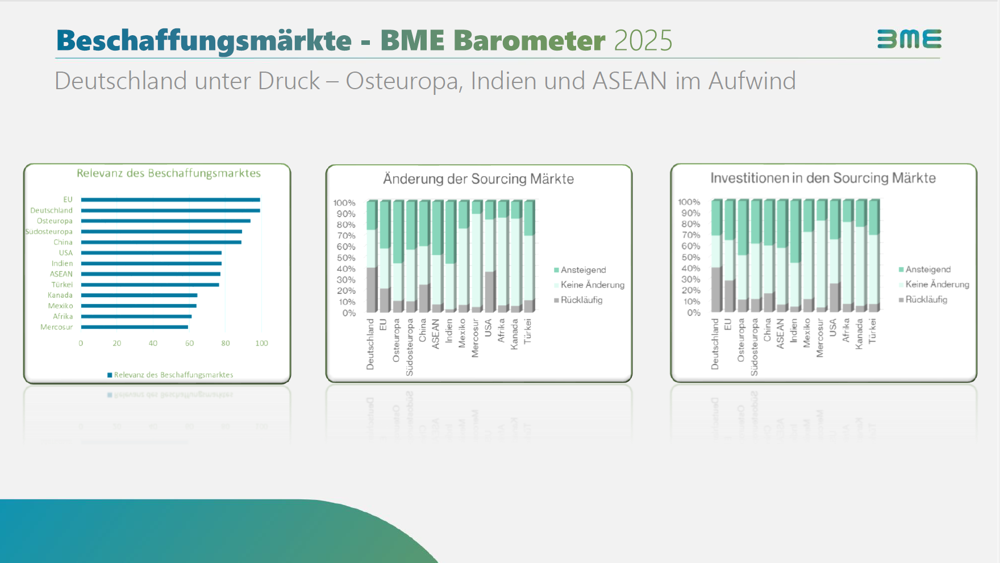 Beschaffungsmärkte - BME Barometer 2025
BME
Deutschland unter Druck – Osteuropa, Indien und ASEAN im Aufwind
Relevanz des Beschaffungsmarktes
EU
Deutschland
Osteuropa
Südosteuropa
China
USA
Indien
ASEAN
Türkei
Kanada
Mexiko
Afrika
Mercosur
0 20 40 60 80 100
Relevanz des Beschaffungsmarktes
Änderung der Sourcing Märkte
100%
90%
80%
70%
60%
50%
40%
30%
20%
10%
0%
Deutschland
EU
Osteuropa
Südosteuropa
China
ASEAN
Indien
Mexiko
Mercosur
USA
Afrika
Kanada
Türkei
Ansteigend
Keine Änderung
Rückläufig
Investitionen in den Sourcing Märkte
100%
90%
80%
70%
60%
50%
40%
30%
20%
10%
0%
Deutschland
EU
Osteuropa
Südosteuropa
China
ASEAN
Indien
Mexiko
Mercosur
USA
Afrika
Kanada
Türkei
Ansteigend
Keine Änderung
Rückläufig